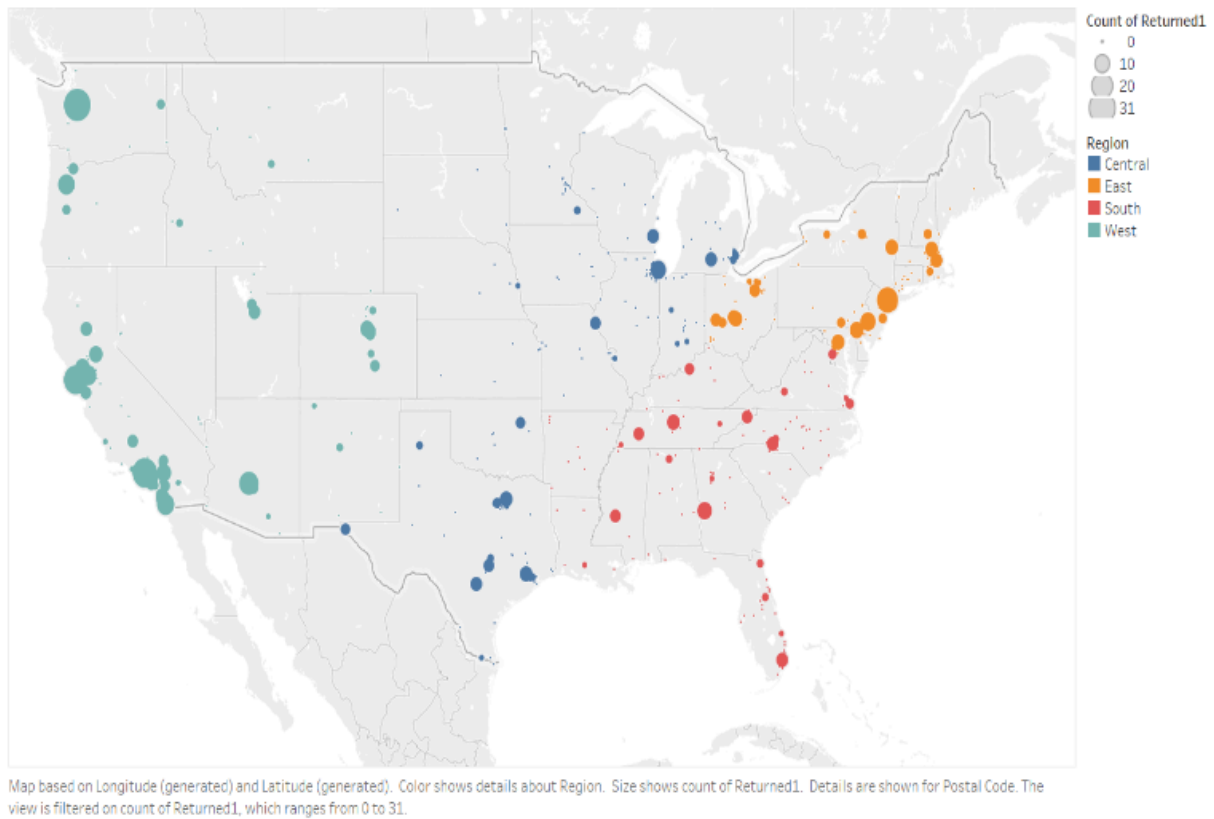 Count of Returned1
0
10
20
31
Region
Central
East
South
West
Map based on Longitude (generated) and Latitude (generated). Color shows details about Region. Size shows count of Returned1. Details are shown for Postal Code. The
view is filtered on count of Returned1, which ranges from 0 to 31.